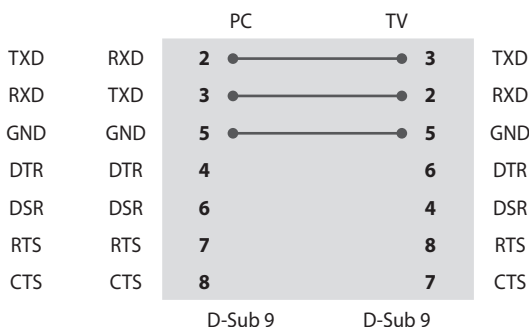 PC TV
TXD RXD 2 3 TXD
RXD TXD 3 2 RXD
GND GND 5 5 GND
DTR DTR 4 6 DTR
DSR DSR 6 4 DSR
RTS RTS 7 8 RTS
CTS CTS 8 7 CTS
D-Sub 9 D-Sub 9